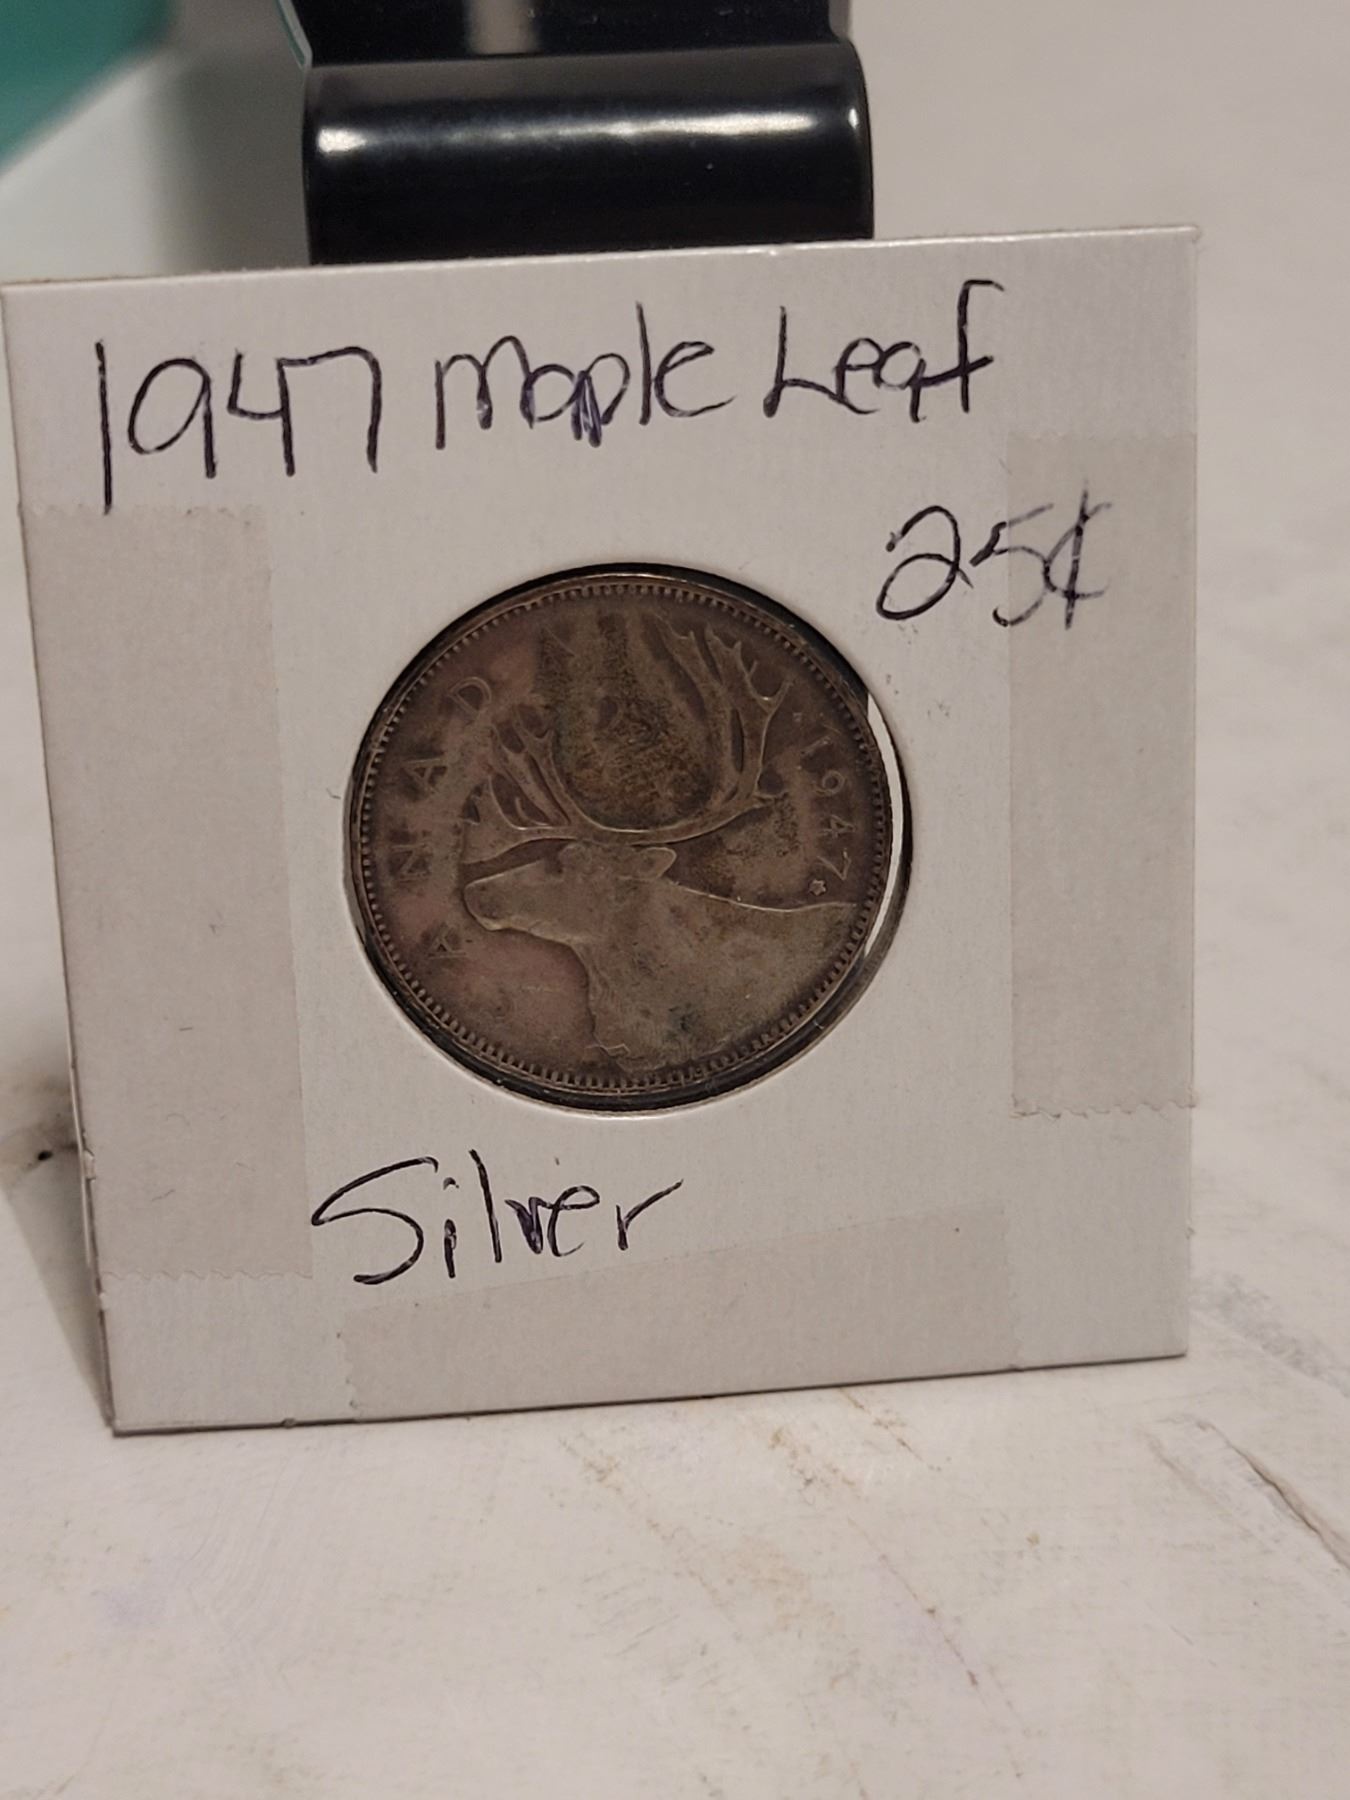 1947 Maple Leaf
25¢
CANADA
1947
Silver